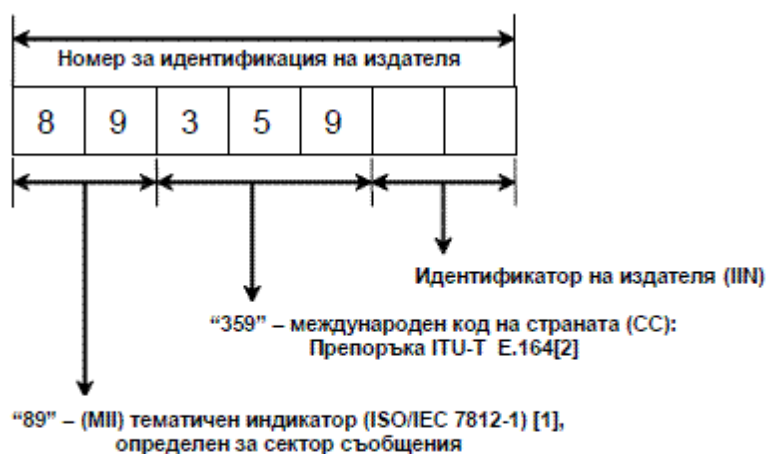 Номер за идентификация на издателя
8 9 3 5 9
Идентификатор на издателя (IIN)
“359” – международен код на страната (CC):
Препоръка ITU-T E.164[2]
“89” – (MII) тематичен индикатор (ISO/IEC 7812-1) [1],
определен за сектор съобщения